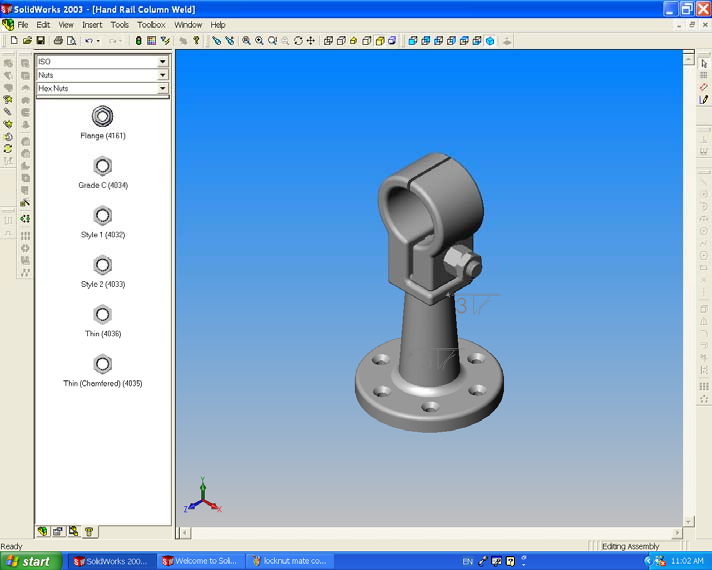 SolidWorks 2003 - [Hand Rail Column Weld]
File Edit View Insert Tools Toolbox Window Help
ISO
Nuts
Hex Nuts
Flange (4161)
Grade C (4034)
Style 1 (4032)
Style 2 (4033)
Thin (4036)
Thin (Chamfered) (4035)
3
Y
Z X
Ready
Editing Assembly
start
SolidWorks 200...
Welcome to Soli...
locknut mate co...
EN
11:02 AM